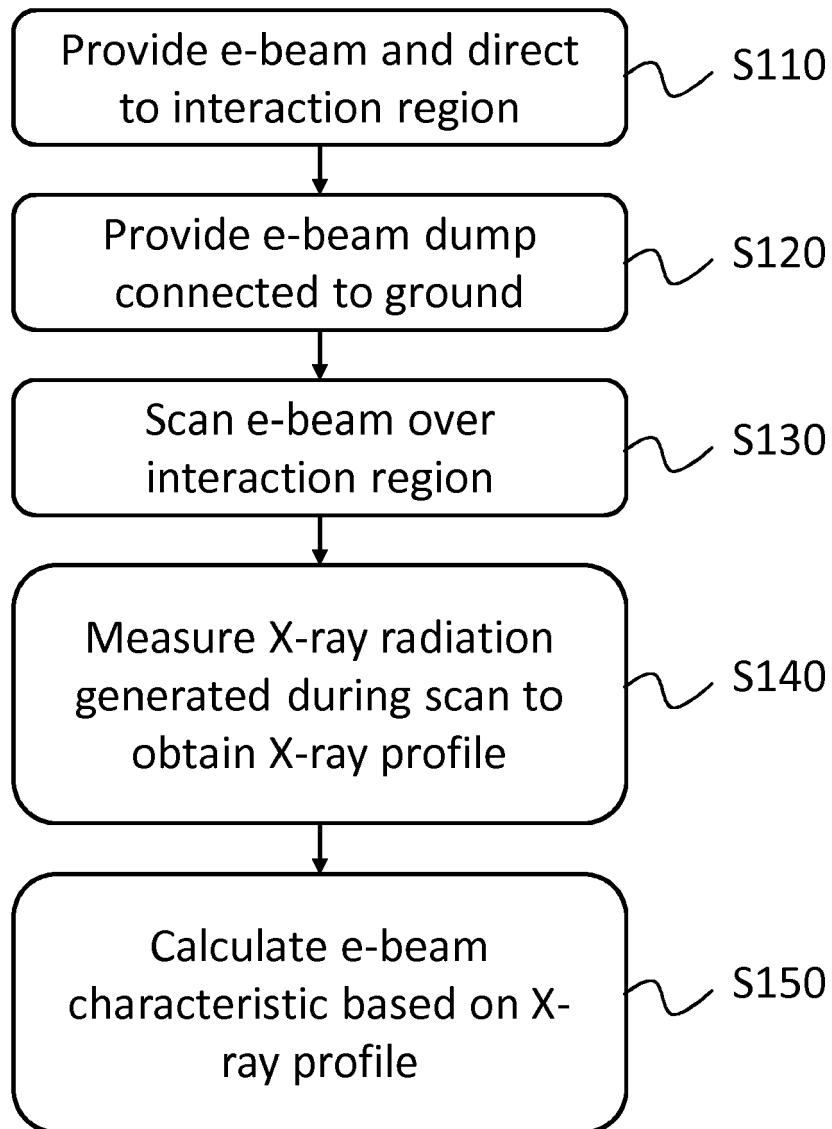 Provide e-beam and direct
to interaction region
S110
Provide e-beam dump
connected to ground
S120
Scan e-beam over
interaction region
S130
Measure X-ray radiation
generated during scan to
obtain X-ray profile
S140
Calculate e-beam
characteristic based on X-
ray profile
S150